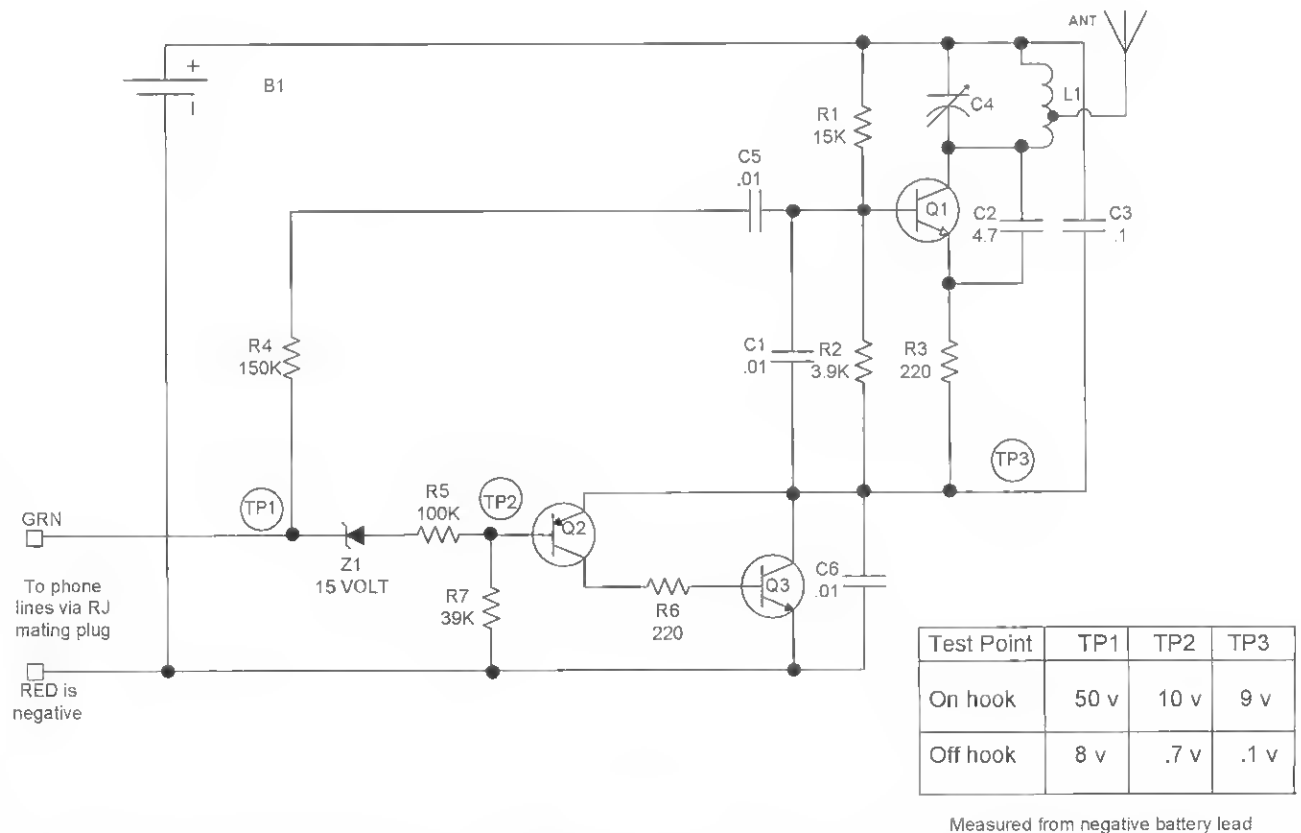 ANT
+
B1
L1
C4
R1
15K
C5
.01
Q1
C2
4.7
C3
.1
R4
150K
C1
.01
R2
3.9K
R3
220
TP3
TP1
R5
100K
TP2
GRN
Q2
Z1
15 VOLT
To phone
lines via RJ
mating plug
R7
39K
R6
220
Q3
C6
.01
RED is
negative
Test Point TP1 TP2 TP3
On hook 50 v 10 v 9 v
Off hook 8 v .7 v .1 v
Measured from negative battery lead